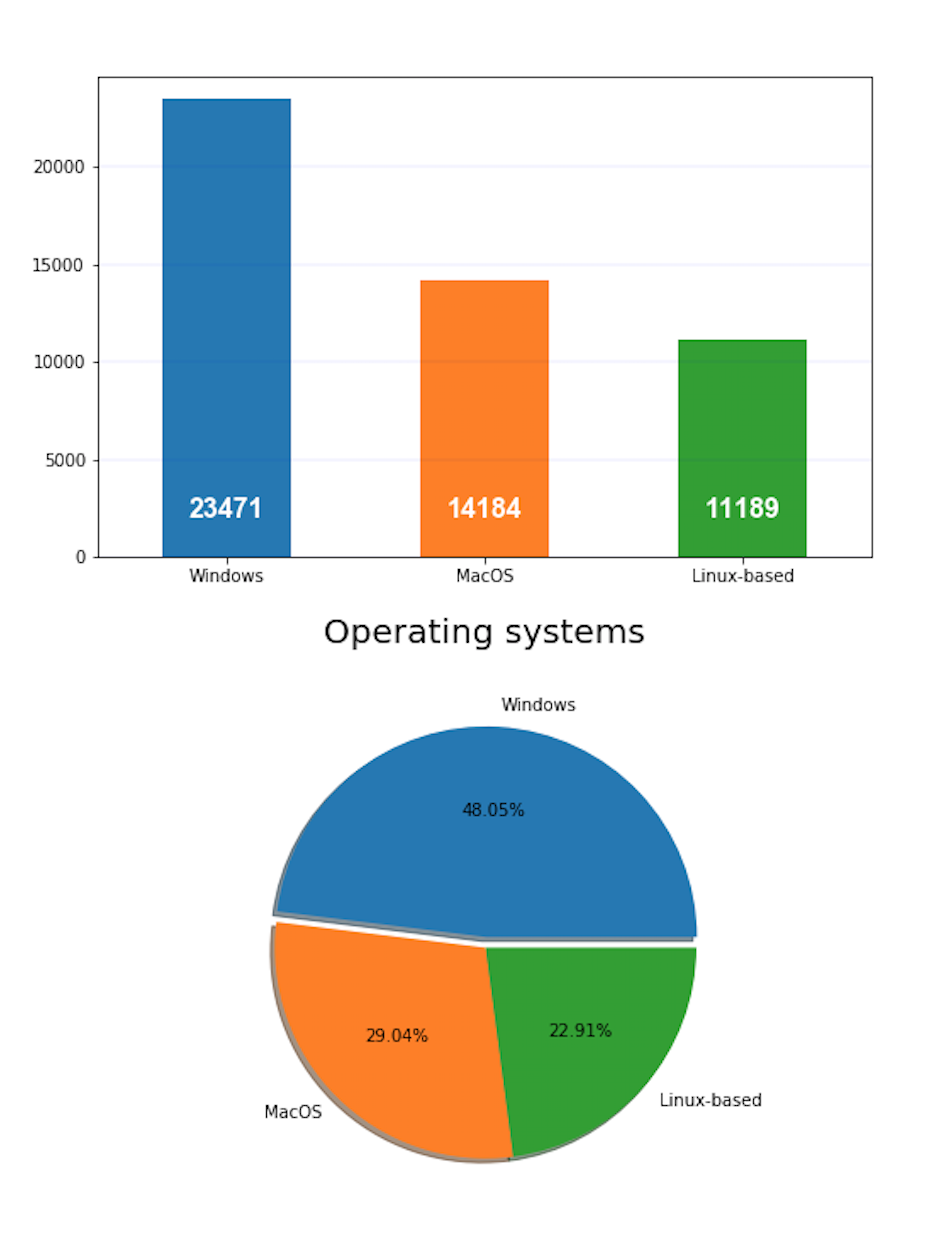 20000
15000
10000
5000
0
23471 14184 11189
Windows MacOS Linux-based
Operating systems
Windows
48.05%
29.04% 22.91%
MacOS Linux-based